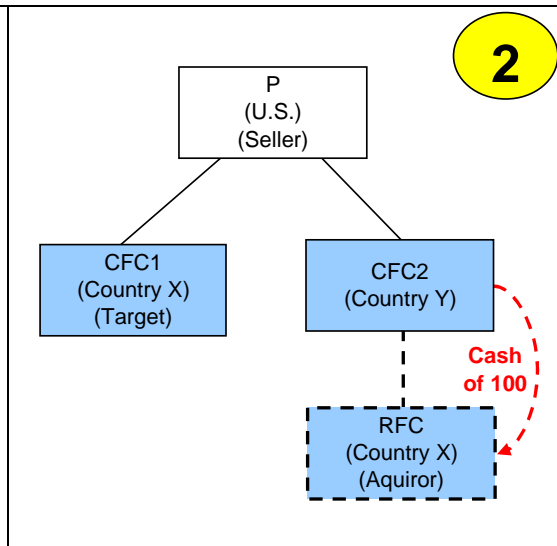 2
P
(U.S.)
(Seller)
CFC1
(Country X)
(Target)
CFC2
(Country Y)
Cash
of 100
RFC
(Country X)
(Aquiror)